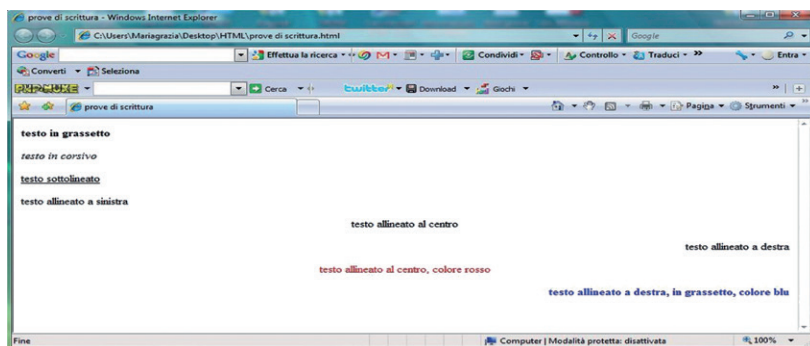 prove di scrittura - Windows Internet Explorer
C:\Users\Mariagrazia\Desktop\HTML\prove di scrittura.html Google
Google Effettua la ricerca Condividi Controllo Traduci » Entra
Converti Seleziona
Cerca twitter Download Giochi »
prove di scrittura Pagina Strumenti »
testo in grassetto
testo in corsivo
testo sottolineato
testo allineato a sinistra
testo allineato al centro
testo allineato a destra
testo allineato al centro, colore rosso
testo allineato a destra, in grassetto, colore blu
Fine Computer | Modalità protetta: disattivata 100%